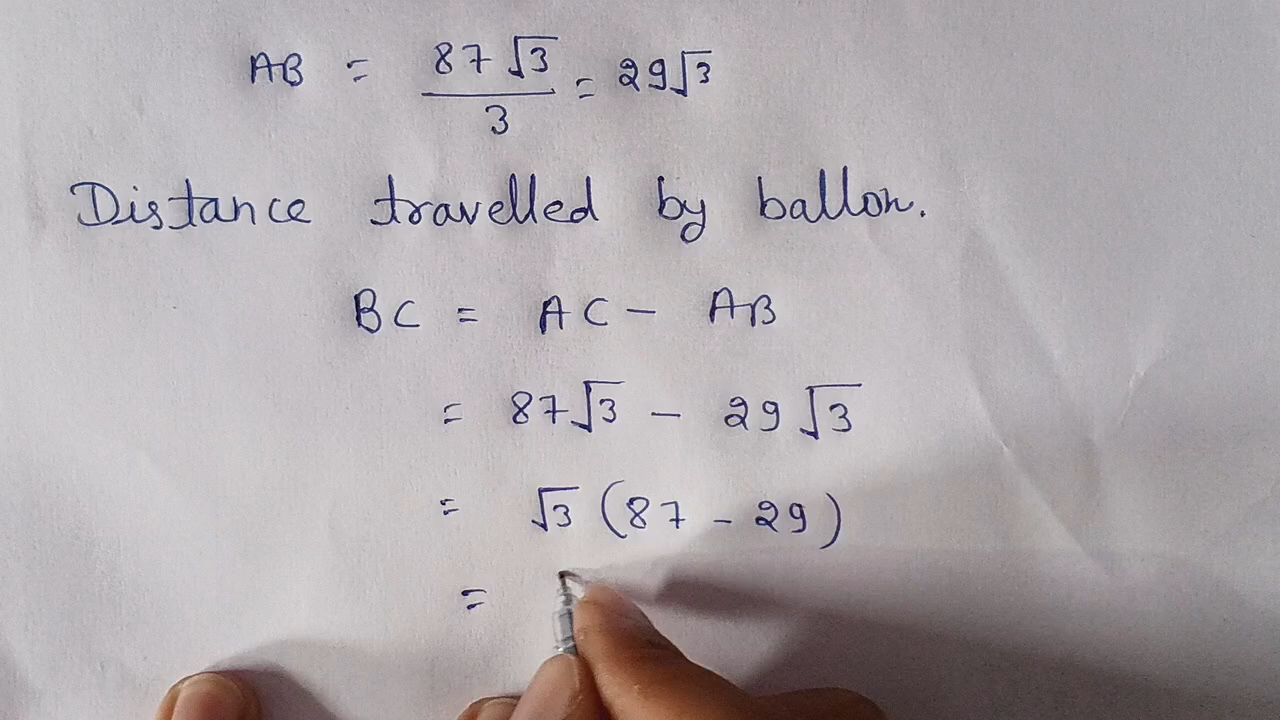 AB = 87√3 / 3 = 29√3
Distance travelled by ballon.
BC = AC - AB
= 87√3 - 29√3
= √3 (87 - 29)
=